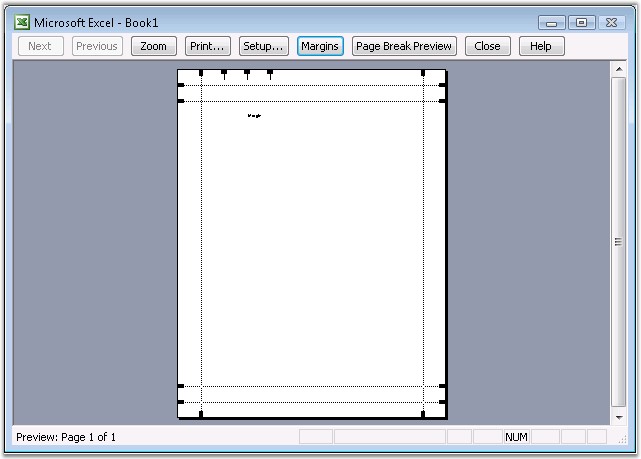 Microsoft Excel - Book1
Next Previous Zoom Print... Setup... Margins Page Break Preview Close Help
Preview: Page 1 of 1 NUM